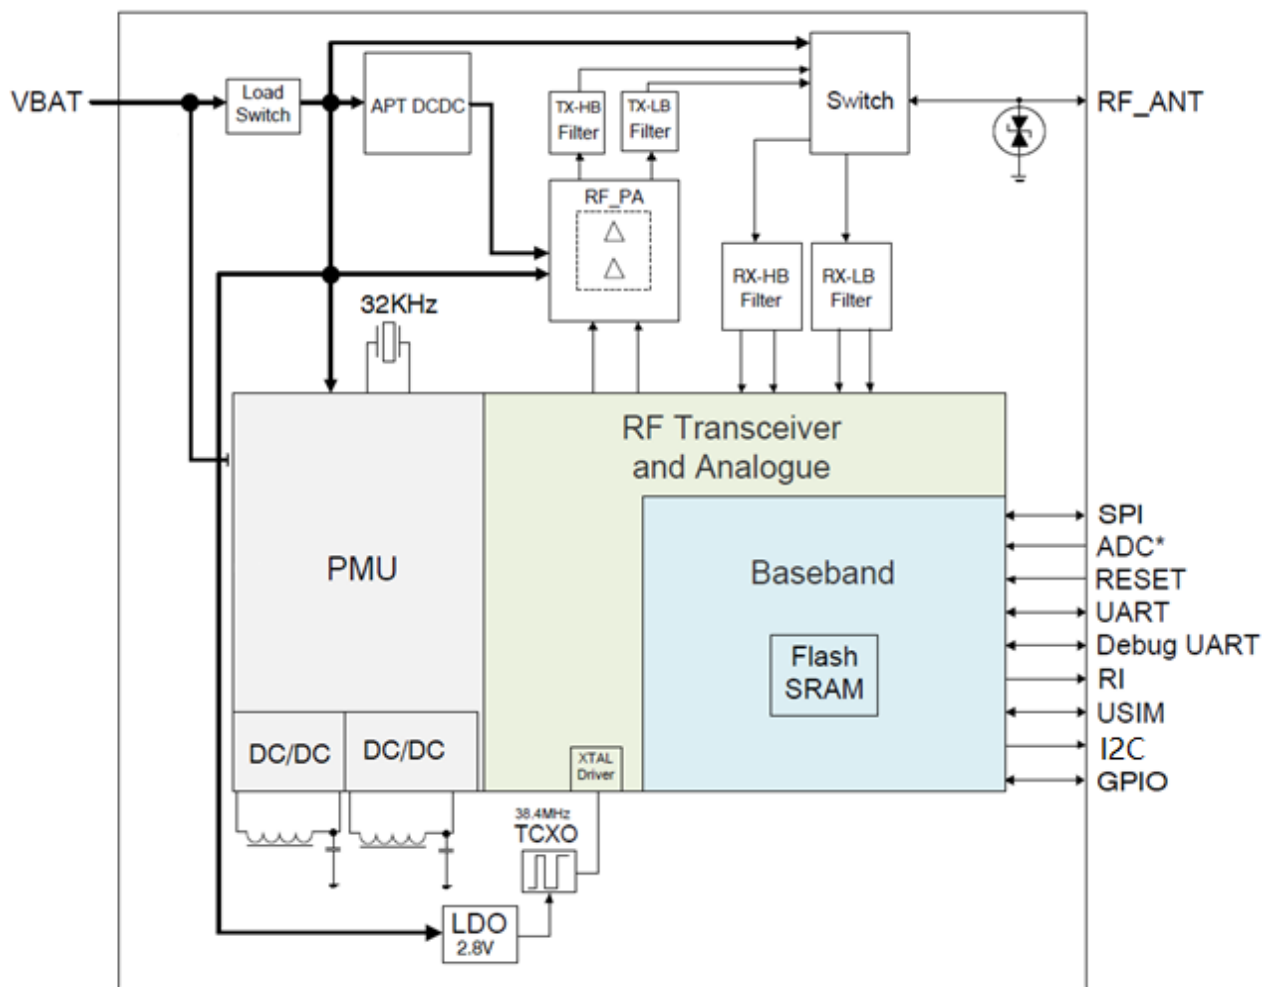 VBAT
Load
Switch
APT DCDC
TX-HB
Filter
TX-LB
Filter
Switch
RF_ANT
RF_PA
RX-HB
Filter
RX-LB
Filter
32KHz
RF Transceiver
and Analogue
PMU
Baseband
Flash
SRAM
SPI
ADC*
RESET
UART
Debug UART
RI
USIM
I2C
GPIO
DC/DC
DC/DC
XTAL
Driver
38.4MHz
TCXO
LDO
2.8V